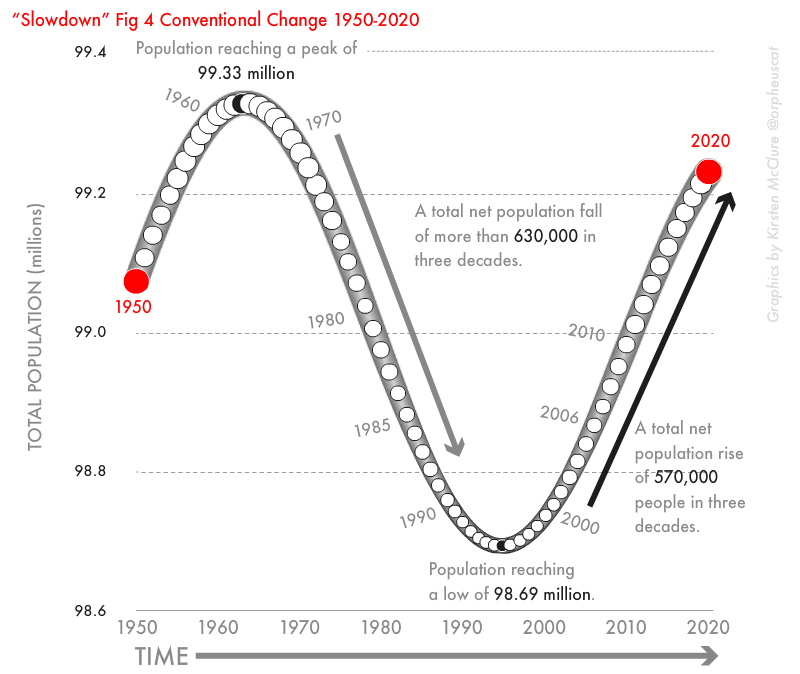 “Slowdown” Fig 4 Conventional Change 1950-2020
99.4
Population reaching a peak of
99.33 million
1960
1970
2020
99.2
A total net population fall
of more than 630,000 in
three decades.
1950
1980
99.0
2010
TOTAL POPULATION (millions)
1985
2006
A total net
population rise
of 570,000
people in three
decades.
98.8
1990
2000
Population reaching
a low of 98.69 million.
98.6
1950 1960 1970 1980 1990 2000 2010 2020
TIME
Graphics by Kirsten McClure @orpheuscat